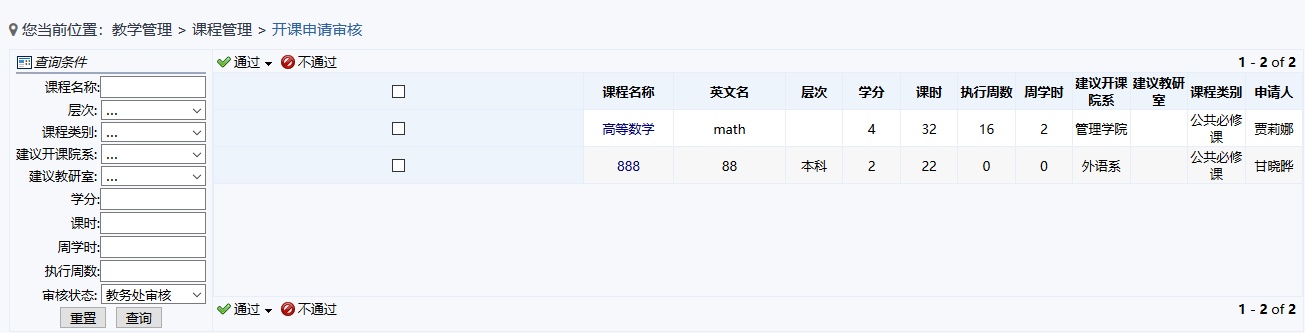 您当前位置：教学管理 > 课程管理 > 开课申请审核
查询条件
课程名称:
层次: ...
课程类别: ...
建议开课院系: ...
建议教研室: ...
学分:
课时:
周学时:
执行周数:
审核状态: 教务处审核
重置 查询
通过 不通过 1 - 2 of 2
课程名称 英文名 层次 学分 课时 执行周数 周学时 建议开课院系 建议教研室 课程类别 申请人
高等数学 math 4 32 16 2 管理学院 公共必修课 贾莉娜
888 88 本科 2 22 0 0 外语系 公共必修课 甘晓晔
通过 不通过 1 - 2 of 2